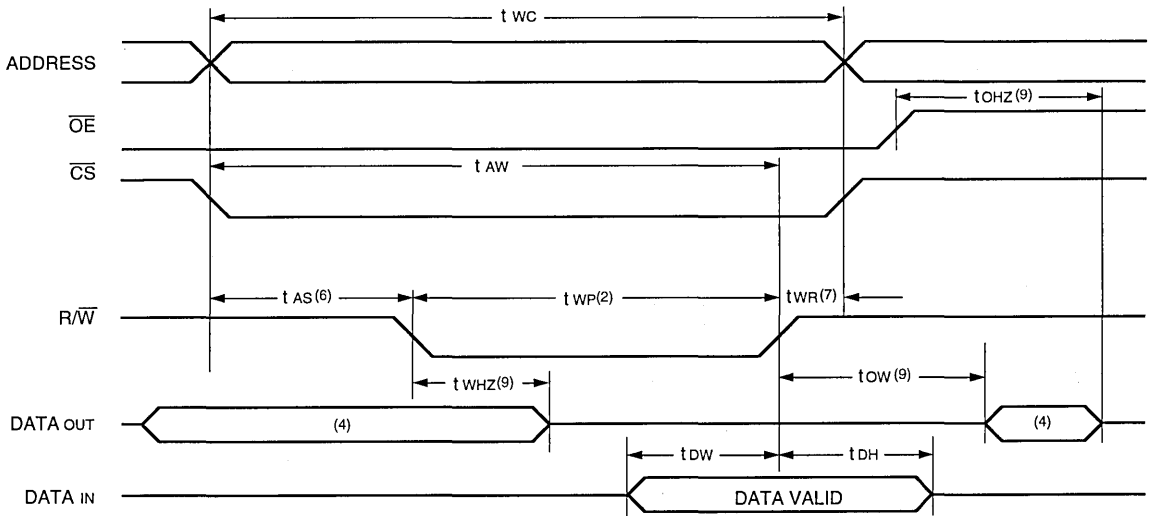 t WC
ADDRESS
t OHZ (9)
OE
t AW
CS
t AS (6)
t WP (2)
t WR (7)
R/W
t WHZ (9)
t OW (9)
DATA OUT
(4)
(4)
t DW
t DH
DATA IN
DATA VALID